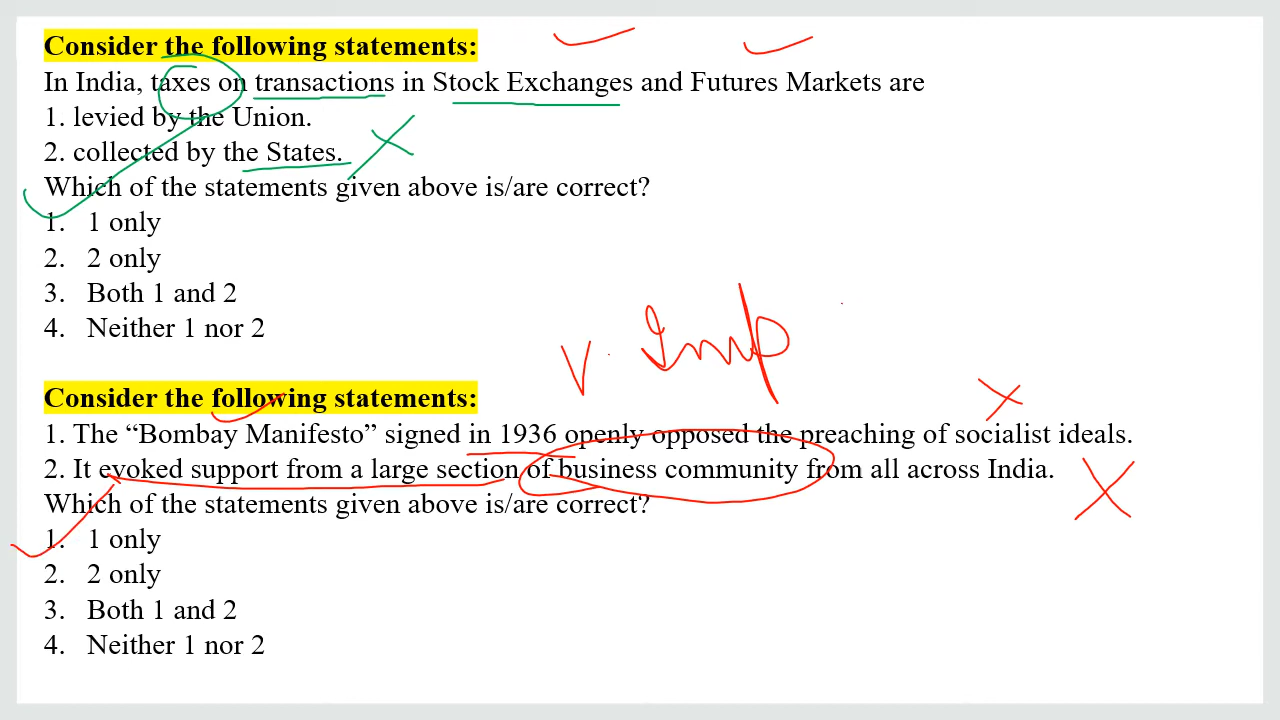 Consider the following statements:
In India, taxes on transactions in Stock Exchanges and Futures Markets are
1. levied by the Union.
2. collected by the States.
Which of the statements given above is/are correct?
1. 1 only
2. 2 only
3. Both 1 and 2
4. Neither 1 nor 2
V. Imp
Consider the following statements:
1. The “Bombay Manifesto” signed in 1936 openly opposed the preaching of socialist ideals.
2. It evoked support from a large section of business community from all across India.
Which of the statements given above is/are correct?
1. 1 only
2. 2 only
3. Both 1 and 2
4. Neither 1 nor 2